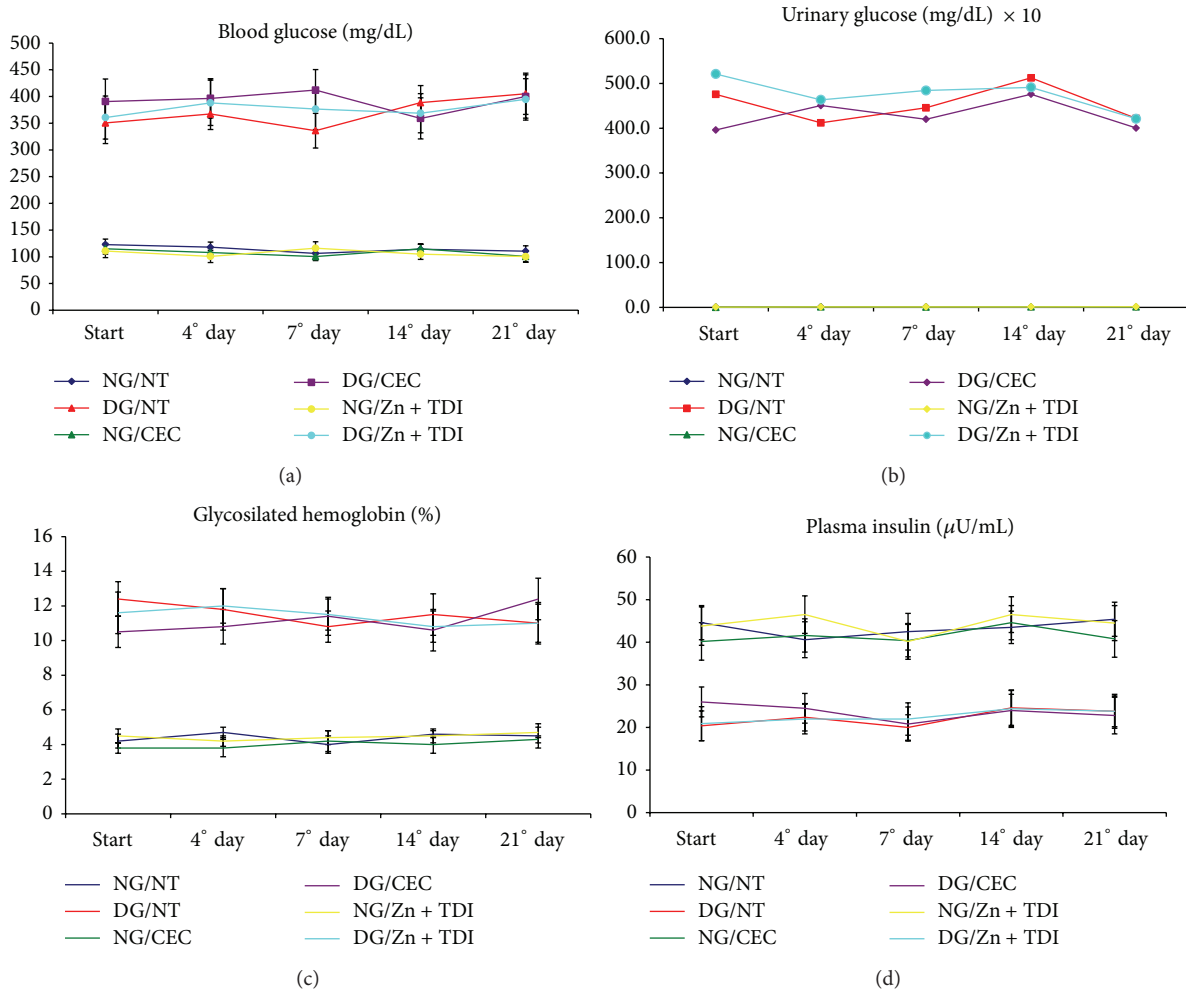 Blood glucose (mg/dL)
500
450
400
350
300
250
200
150
100
50
0
Start 4° day 7° day 14° day 21° day
NG/NT DG/CEC
DG/NT NG/Zn + TDI
NG/CEC DG/Zn + TDI
(a)
Urinary glucose (mg/dL) × 10
600.0
500.0
400.0
300.0
200.0
100.0
0.0
Start 4° day 7° day 14° day 21° day
NG/NT DG/CEC
DG/NT NG/Zn + TDI
NG/CEC DG/Zn + TDI
(b)
Glycosilated hemoglobin (%)
16
14
12
10
8
6
4
2
0
Start 4° day 7° day 14° day 21° day
NG/NT DG/CEC
DG/NT NG/Zn + TDI
NG/CEC DG/Zn + TDI
(c)
Plasma insulin (μU/mL)
60
50
40
30
20
10
0
Start 4° day 7° day 14° day 21° day
NG/NT DG/CEC
DG/NT NG/Zn + TDI
NG/CEC DG/Zn + TDI
(d)